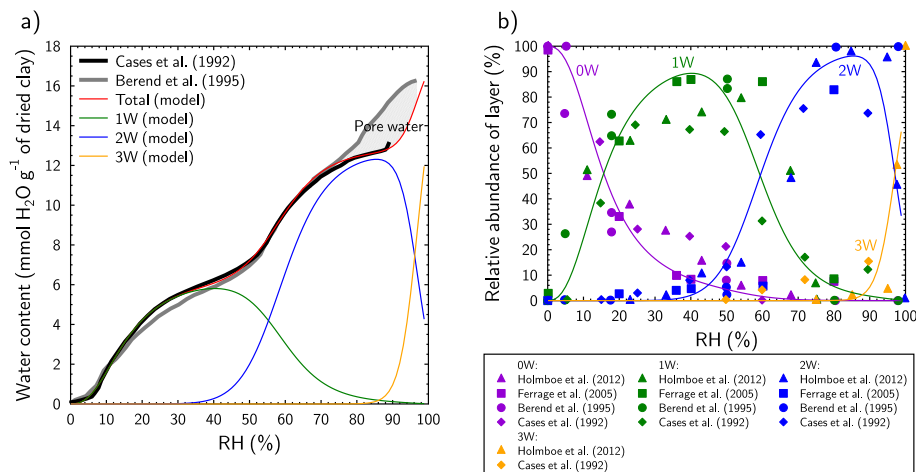 a)
Water content (mmol H₂O g⁻¹ of dried clay)
18
16
14
12
10
8
6
4
2
0
Cases et al. (1992)
Berend et al. (1995)
Total (model)
1W (model)
2W (model)
3W (model)
Pore water
0 10 20 30 40 50 60 70 80 90 100
RH (%)
b)
Relative abundance of layer (%)
100
90
80
70
60
50
40
30
20
10
0
0W
1W
2W
3W
0 10 20 30 40 50 60 70 80 90 100
RH (%)
0W:
Holmboe et al. (2012)
Ferrage et al. (2005)
Berend et al. (1995)
Cases et al. (1992)
3W:
Holmboe et al. (2012)
Cases et al. (1992)
1W:
Holmboe et al. (2012)
Ferrage et al. (2005)
Berend et al. (1995)
Cases et al. (1992)
2W:
Holmboe et al. (2012)
Ferrage et al. (2005)
Berend et al. (1995)
Cases et al. (1992)